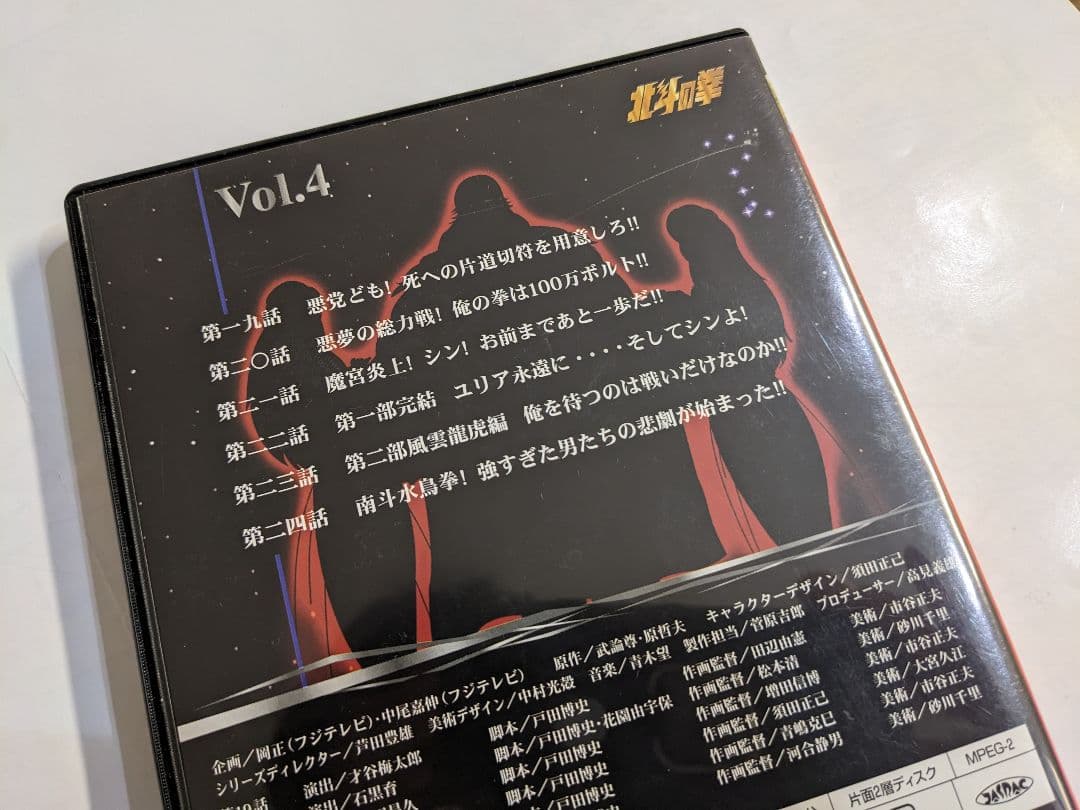 北斗の拳
Vol.4
第一九話 悪党ども! 死への片道切符を用意しろ!!
第二〇話 悪夢の総力戦! 俺の拳は100万ボルト!!
第二一話 魔宮炎上! シン! お前まであと一歩だ!!
第二二話 第一部完結 ユリア永遠に・・・・そしてシンよ!
第二三話 第二部風雲龍虎編 俺を待つのは戦いだけなのか!!
第二四話 南斗水鳥拳! 強すぎた男たちの悲劇が始まった!!
企画/岡正(フジテレビ)・中尾嘉伸(フジテレビ) 原作/武論尊・原哲夫 キャラクターデザイン/須田正己
シリーズディレクター/芦田豊雄 美術デザイン/中村光毅 音楽/青木望 製作担当/菅原吉郎 プロデューサー/高見義雄
第19話 演出/才谷梅太郎 脚本/戸田博史 作画監督/田辺由憲 美術/市谷正夫
演出/石黒育 脚本/戸田博史・花園由宇保 作画監督/松本清 美術/砂川千里
脚本/戸田博史 作画監督/増田信博 美術/市谷正夫
脚本/戸田博史 作画監督/須田正己 美術/大宮久江
作画監督/青嶋克巳 美術/市谷正夫
作画監督/河合静男 美術/砂川千里
片面2層ディスク
MPEG-2
JASRAC